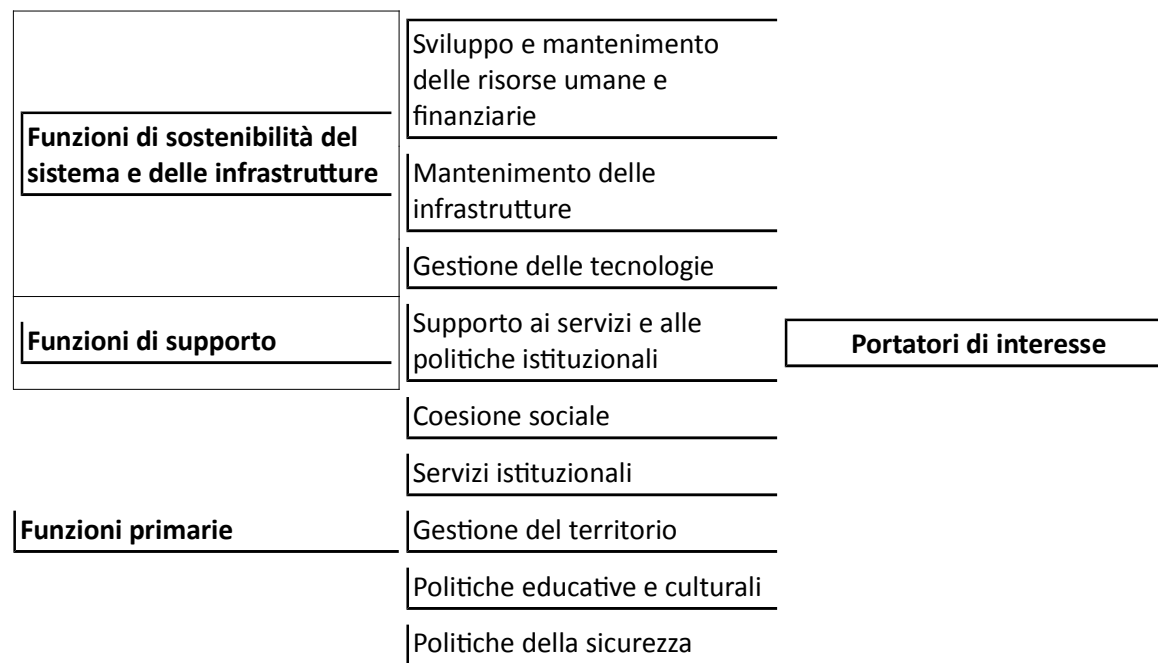 Funzioni di sostenibilità del
sistema e delle infrastrutture
Sviluppo e mantenimento
delle risorse umane e
finanziarie
Mantenimento delle
infrastrutture
Gestione delle tecnologie
Funzioni di supporto
Supporto ai servizi e alle
politiche istituzionali
Portatori di interesse
Funzioni primarie
Coesione sociale
Servizi istituzionali
Gestione del territorio
Politiche educative e culturali
Politiche della sicurezza